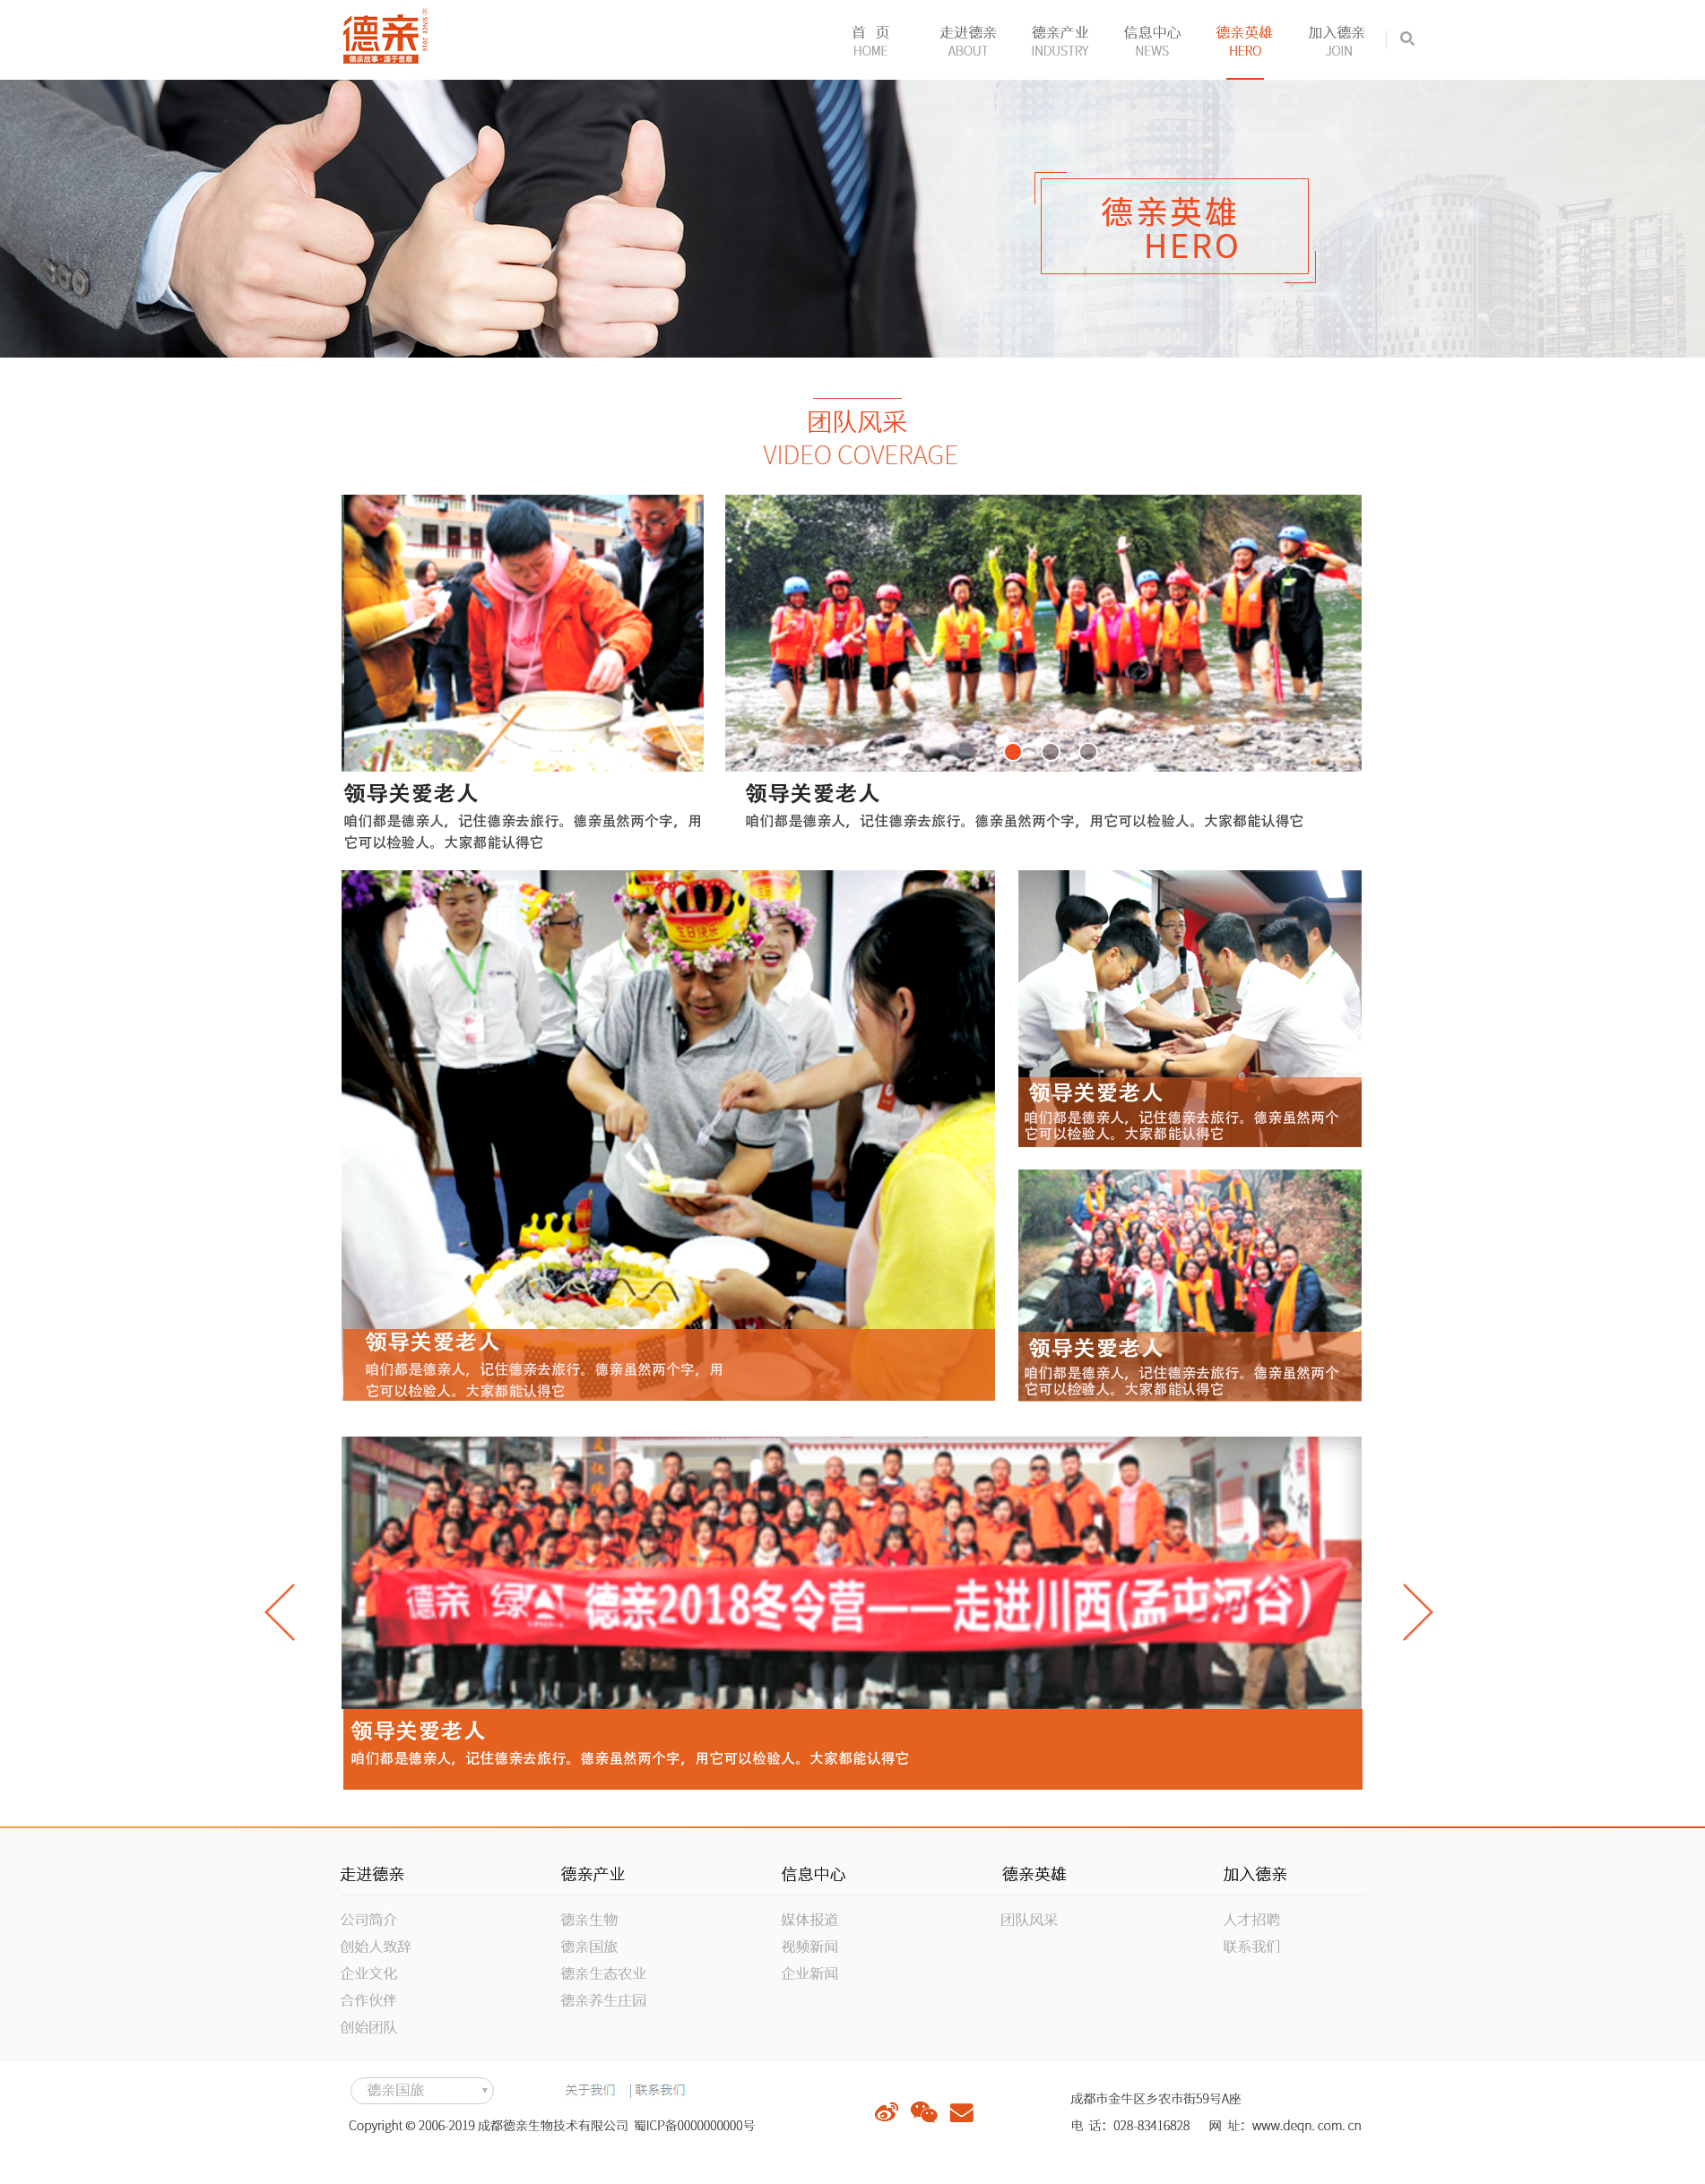 德亲
® SINCE 2016
德亲故事·源于善意
首 页
HOME
走进德亲
ABOUT
德亲产业
INDUSTRY
信息中心
NEWS
德亲英雄
HERO
加入德亲
JOIN
德亲英雄
HERO
团队风采
VIDEO COVERAGE
领导关爱老人
咱们都是德亲人，记住德亲去旅行。德亲虽然两个字，用
它可以检验人。大家都能认得它
领导关爱老人
咱们都是德亲人，记住德亲去旅行。德亲虽然两个字，用它可以检验人。大家都能认得它
生日快乐
领导关爱老人
咱们都是德亲人，记住德亲去旅行。德亲虽然两个字，用
它可以检验人。大家都能认得它
领导关爱老人
咱们都是德亲人，记住德亲去旅行。德亲虽然两个
它可以检验人。大家都能认得它
领导关爱老人
咱们都是德亲人，记住德亲去旅行。德亲虽然两个
它可以检验人。大家都能认得它
德亲 绿 德亲2018冬令营——走进川西(孟屯河谷)
领导关爱老人
咱们都是德亲人，记住德亲去旅行。德亲虽然两个字，用它可以检验人。大家都能认得它
走进德亲
公司简介
创始人致辞
企业文化
合作伙伴
创始团队
德亲产业
德亲生物
德亲国旅
德亲生态农业
德亲养生庄园
信息中心
媒体报道
视频新闻
企业新闻
德亲英雄
团队风采
加入德亲
人才招聘
联系我们
德亲国旅
关于我们 | 联系我们
Copyright © 2006-2019 成都德亲生物技术有限公司 蜀ICP备0000000000号
成都市金牛区乡农市街59号A座
电 话：028-83416828 网 址：www.deqn.com.cn